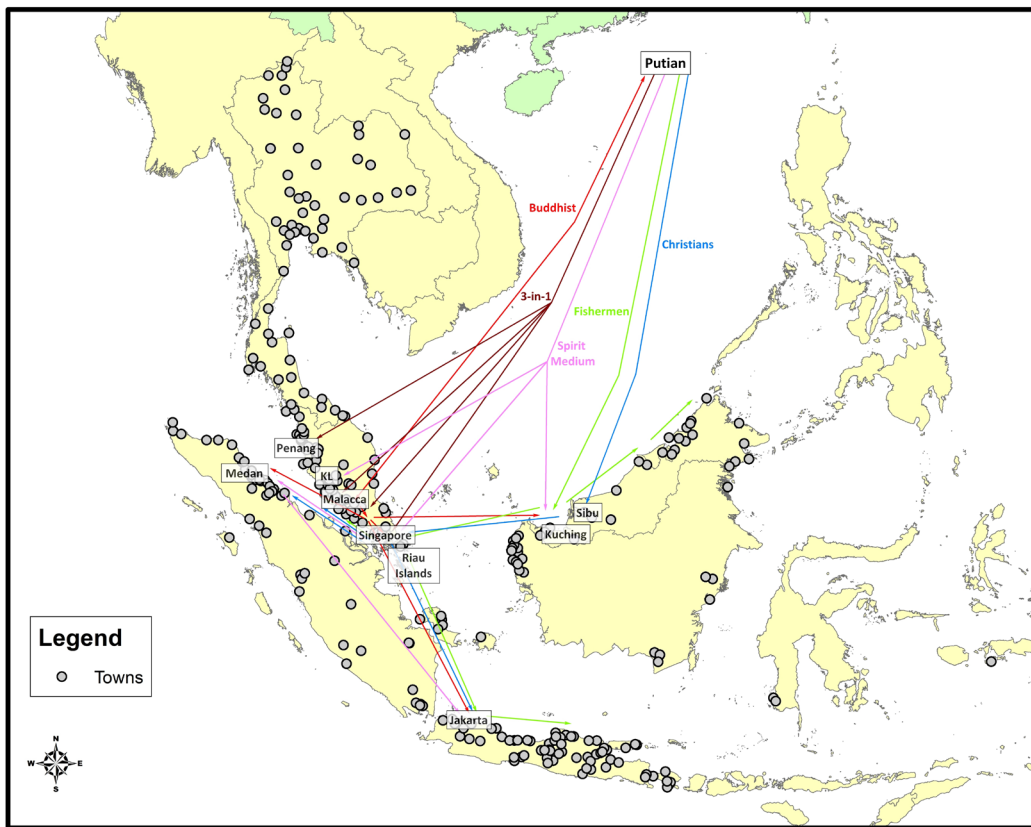 Putian
Buddhist
Christians
3-in-1
Fishermen
Spirit
Medium
Penang
Medan
KL
Malacca
Sibu
Singapore
Kuching
Riau
Islands
Legend
Towns
Jakarta
N
W
E
S